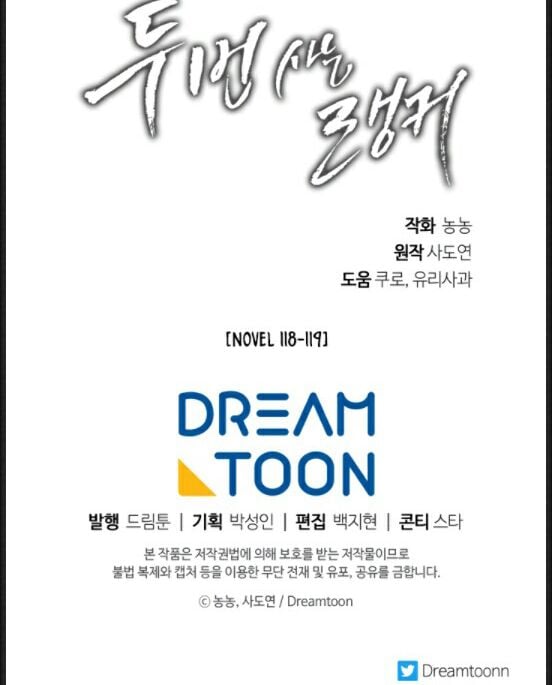 두번 사는
랭커
작화 농농
원작 사도연
도움 쿠로, 유리사과
[NOVEL 118-119]
DREAM
TOON
발행 드림툰 | 기획 박성인 | 편집 백지현 | 콘티 스타
본 작품은 저작권법에 의해 보호를 받는 저작물이므로
불법 복제와 캡처 등을 이용한 무단 전재 및 유포, 공유를 금합니다.
ⓒ 농농, 사도연 / Dreamtoon
Dreamtoonn